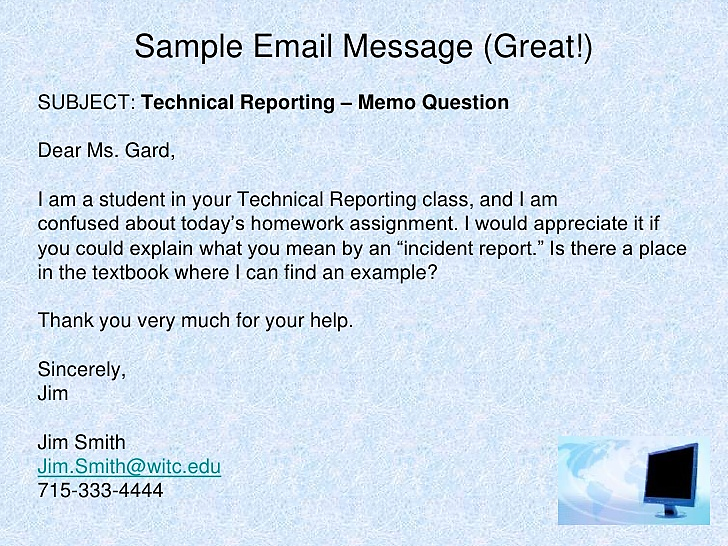 Sample Email Message (Great!)
SUBJECT: Technical Reporting – Memo Question
Dear Ms. Gard,
I am a student in your Technical Reporting class, and I am
confused about today’s homework assignment. I would appreciate it if
you could explain what you mean by an “incident report.” Is there a place
in the textbook where I can find an example?
Thank you very much for your help.
Sincerely,
Jim
Jim Smith
Jim.Smith@witc.edu
715-333-4444